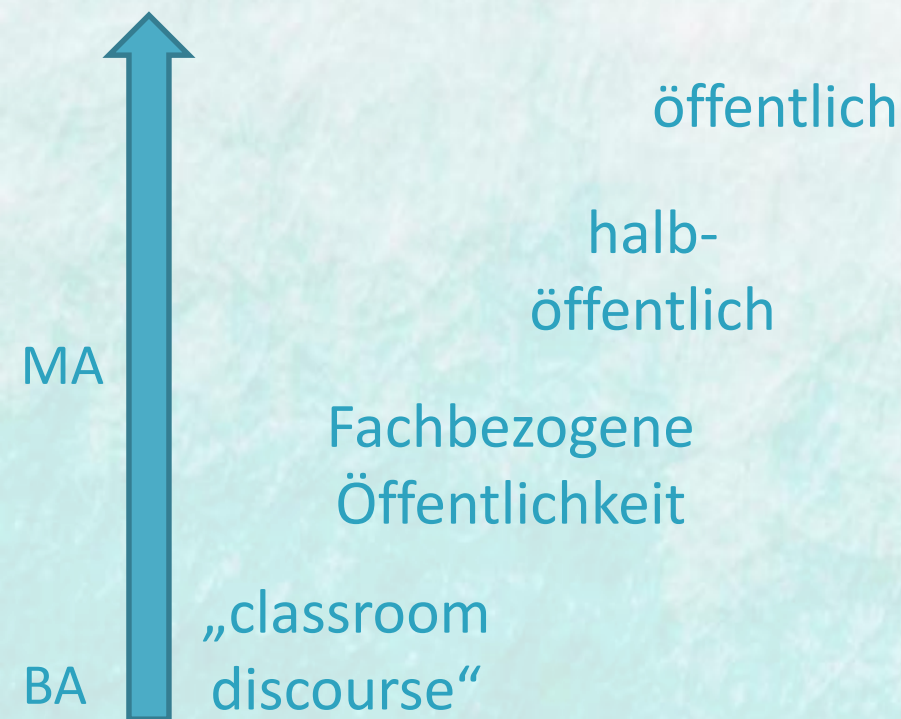 öffentlich
halb-
öffentlich
MA
Fachbezogene
Öffentlichkeit
„classroom
discourse“
BA